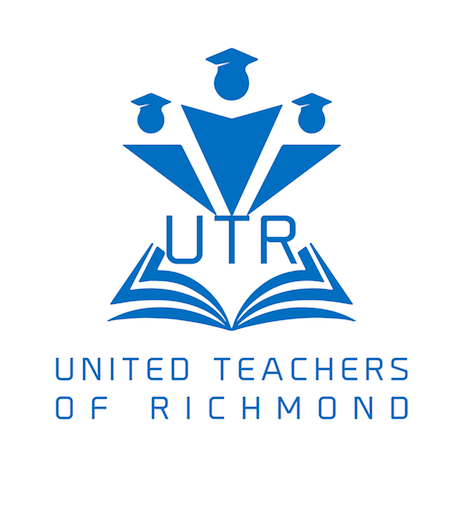 UTR
UNITED TEACHERS
OF RICHMOND